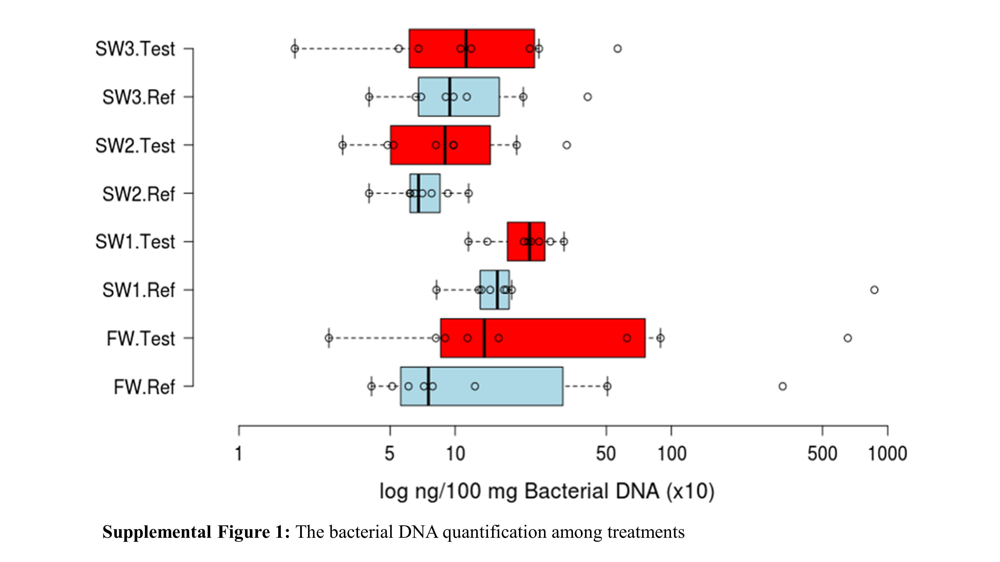 SW3.Test
SW3.Ref
SW2.Test
SW2.Ref
SW1.Test
SW1.Ref
FW.Test
FW.Ref
1 5 10 50 100 500 1000
log ng/100 mg Bacterial DNA (x10)
Supplemental Figure 1: The bacterial DNA quantification among treatments